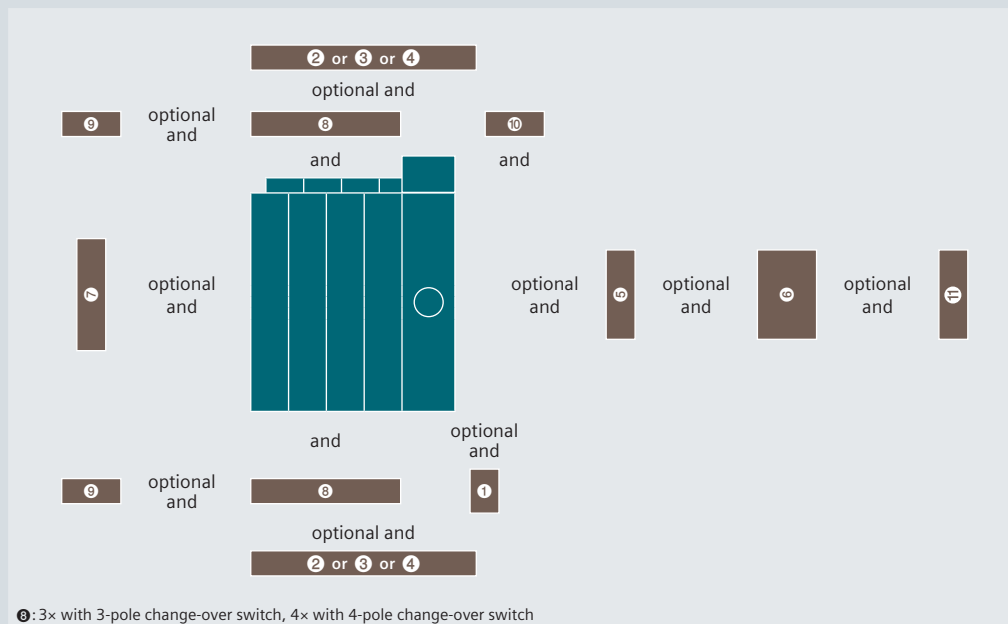 ❷ or ❸ or ❹
optional and
❾ optional and ❽ ❿
and and
❼ optional and optional and ❺ optional and ❻ optional and ⓫
and optional and
❾ optional and ❽ ❶
optional and
❷ or ❸ or ❹
❽: 3× with 3-pole change-over switch, 4× with 4-pole change-over switch